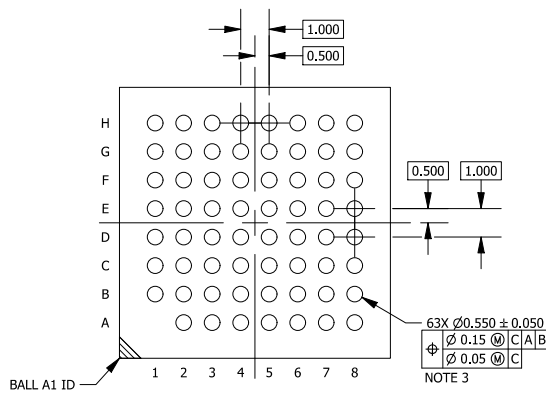 1.000
0.500
H
G
F
E
D
C
B
A
0.500 1.000
63X Ø0.550 ± 0.050
⌖ Ø 0.15 Ⓜ C A B
Ø 0.05 Ⓜ C
NOTE 3
BALL A1 ID
1 2 3 4 5 6 7 8